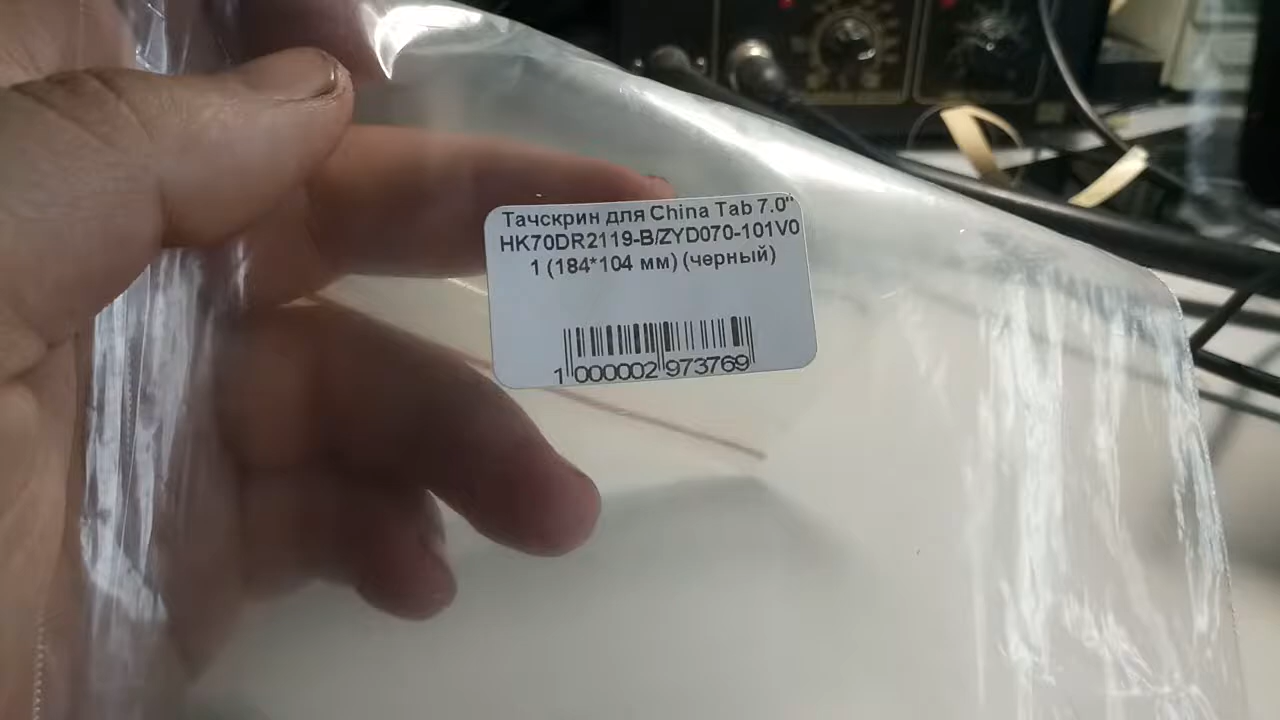 Тачскрин для China Tab 7.0"
HK70DR2119-B/ZYD070-101V0
1 (184*104 мм) (черный)
1 000002 973769